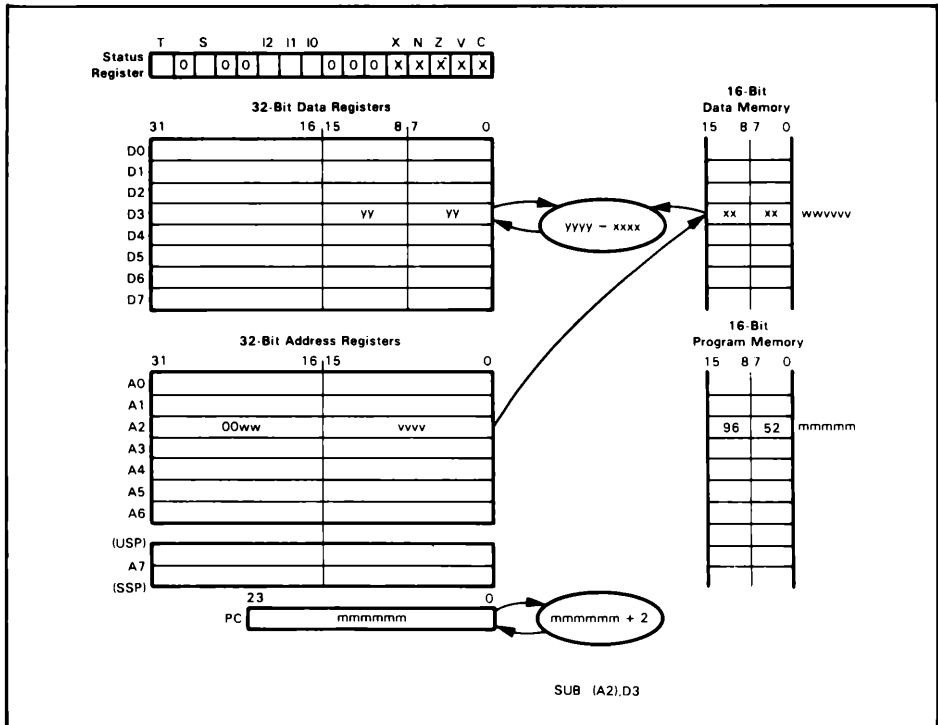 T S I2 I1 I0 X N Z V C
Status Register 0 0 0 0 0 0 X X X X X
32-Bit Data Registers
31 16 15 8 7 0
D0
D1
D2
D3 yy yy
D4
D5
D6
D7
yyyy – xxxx
16-Bit
Data Memory
15 8 7 0
xx xx wwvvvv
32-Bit Address Registers
31 16 15 0
A0
A1
A2 00ww vvvv
A3
A4
A5
A6
(USP)
A7
(SSP)
16-Bit
Program Memory
15 8 7 0
96 52 mmmmm
23 0
PC mmmmmm
mmmmmm + 2
SUB (A2),D3